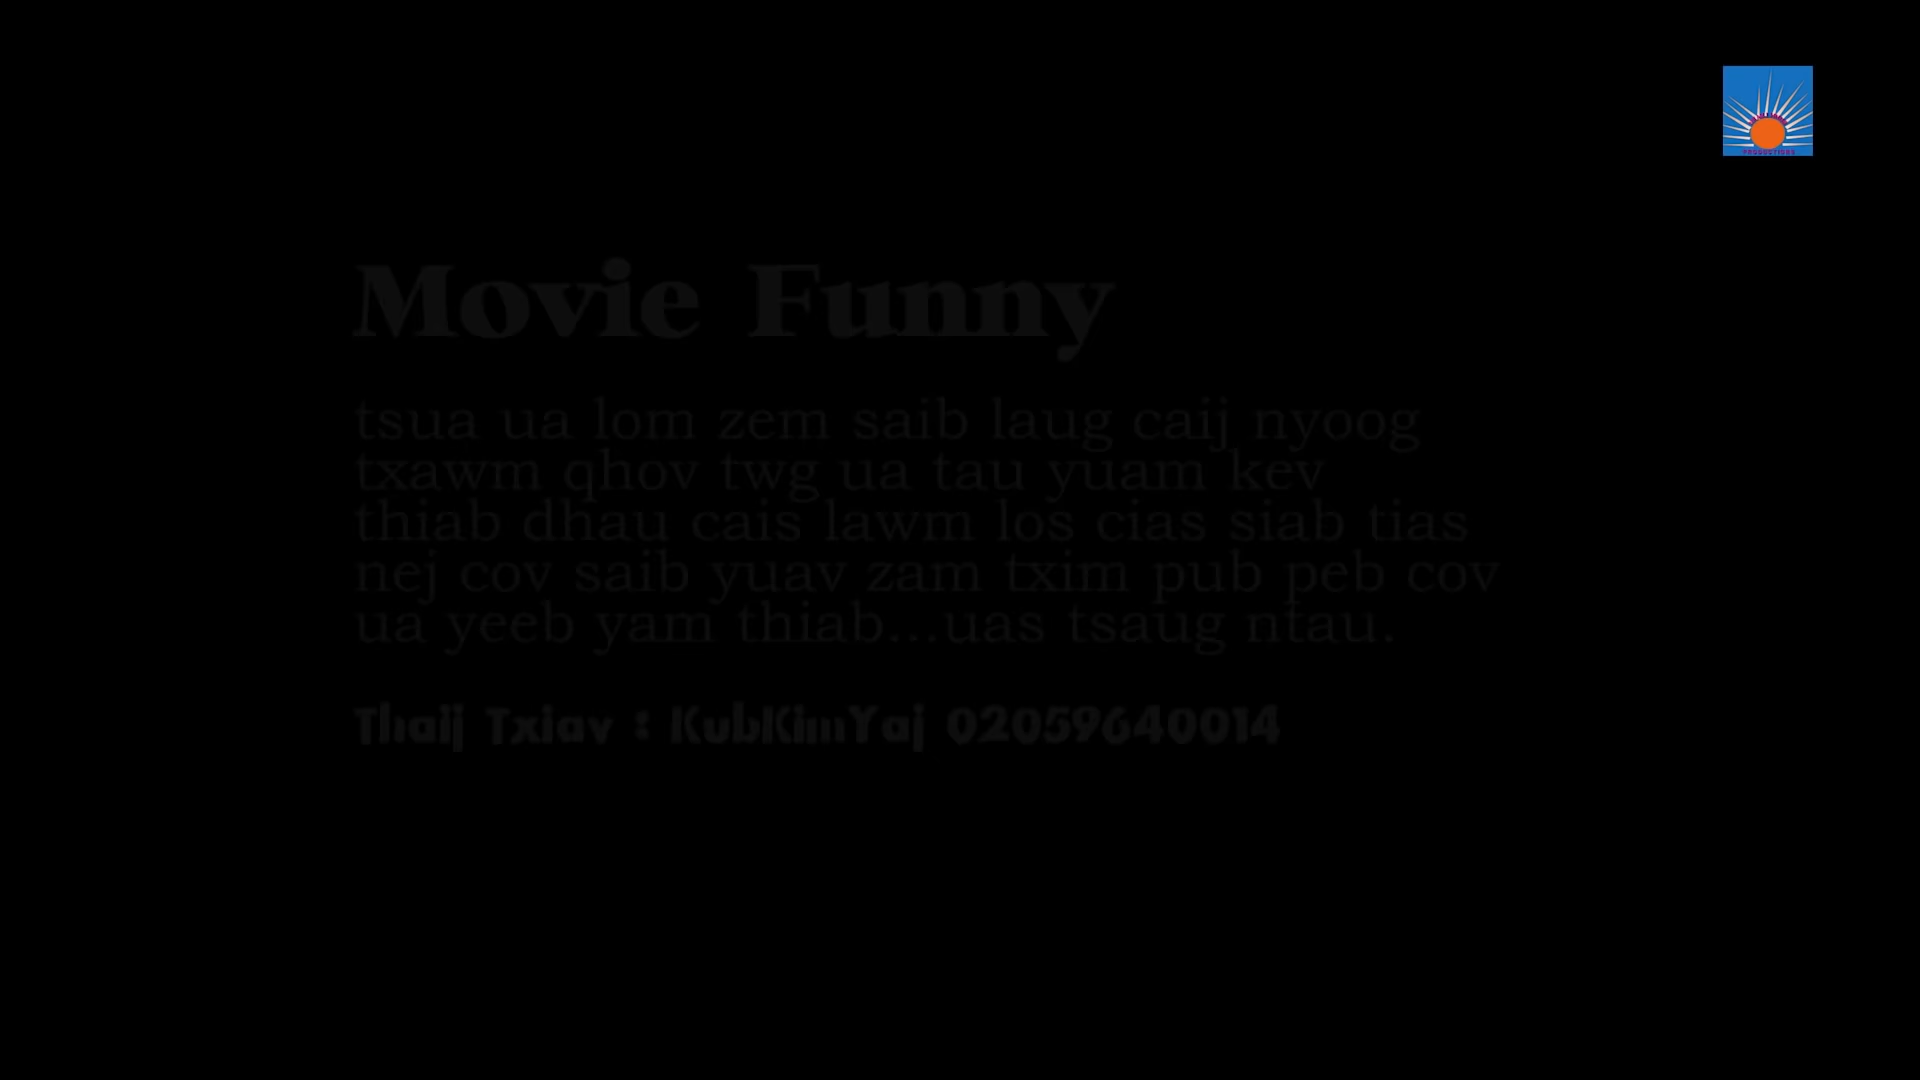 PRODUCTIONS
Movie Funny
tsua ua lom zem saib laug caij nyoog
txawm qhov twg ua tau yuam kev
thiab dhau cais lawm los cias siab tias
nej cov saib yuav zam txim pub peb cov
ua yeeb yam thiab...uas tsaug ntau.
Thaij Txiav : KubKimYaj 02059640014